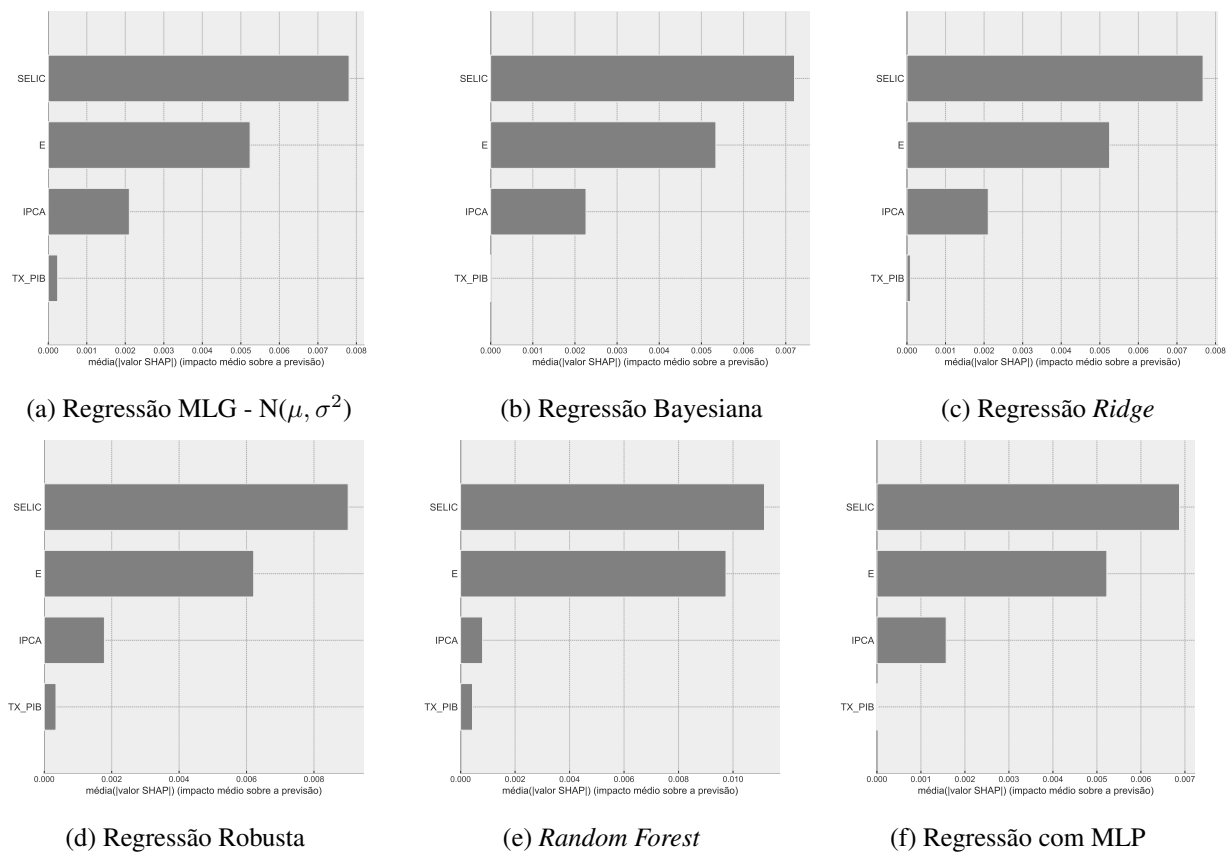 SELIC
E
IPCA
TX_PIB
0.000 0.001 0.002 0.003 0.004 0.005 0.006 0.007 0.008
média(|valor SHAP|) (impacto médio sobre a previsão)
(a) Regressão MLG - N(μ, σ²)
SELIC
E
IPCA
TX_PIB
0.000 0.001 0.002 0.003 0.004 0.005 0.006 0.007
média(|valor SHAP|) (impacto médio sobre a previsão)
(b) Regressão Bayesiana
SELIC
E
IPCA
TX_PIB
0.000 0.001 0.002 0.003 0.004 0.005 0.006 0.007 0.008
média(|valor SHAP|) (impacto médio sobre a previsão)
(c) Regressão Ridge
SELIC
E
IPCA
TX_PIB
0.000 0.002 0.004 0.006 0.008
média(|valor SHAP|) (impacto médio sobre a previsão)
(d) Regressão Robusta
SELIC
E
IPCA
TX_PIB
0.000 0.002 0.004 0.006 0.008 0.010
média(|valor SHAP|) (impacto médio sobre a previsão)
(e) Random Forest
SELIC
E
IPCA
TX_PIB
0.000 0.001 0.002 0.003 0.004 0.005 0.006 0.007
média(|valor SHAP|) (impacto médio sobre a previsão)
(f) Regressão com MLP